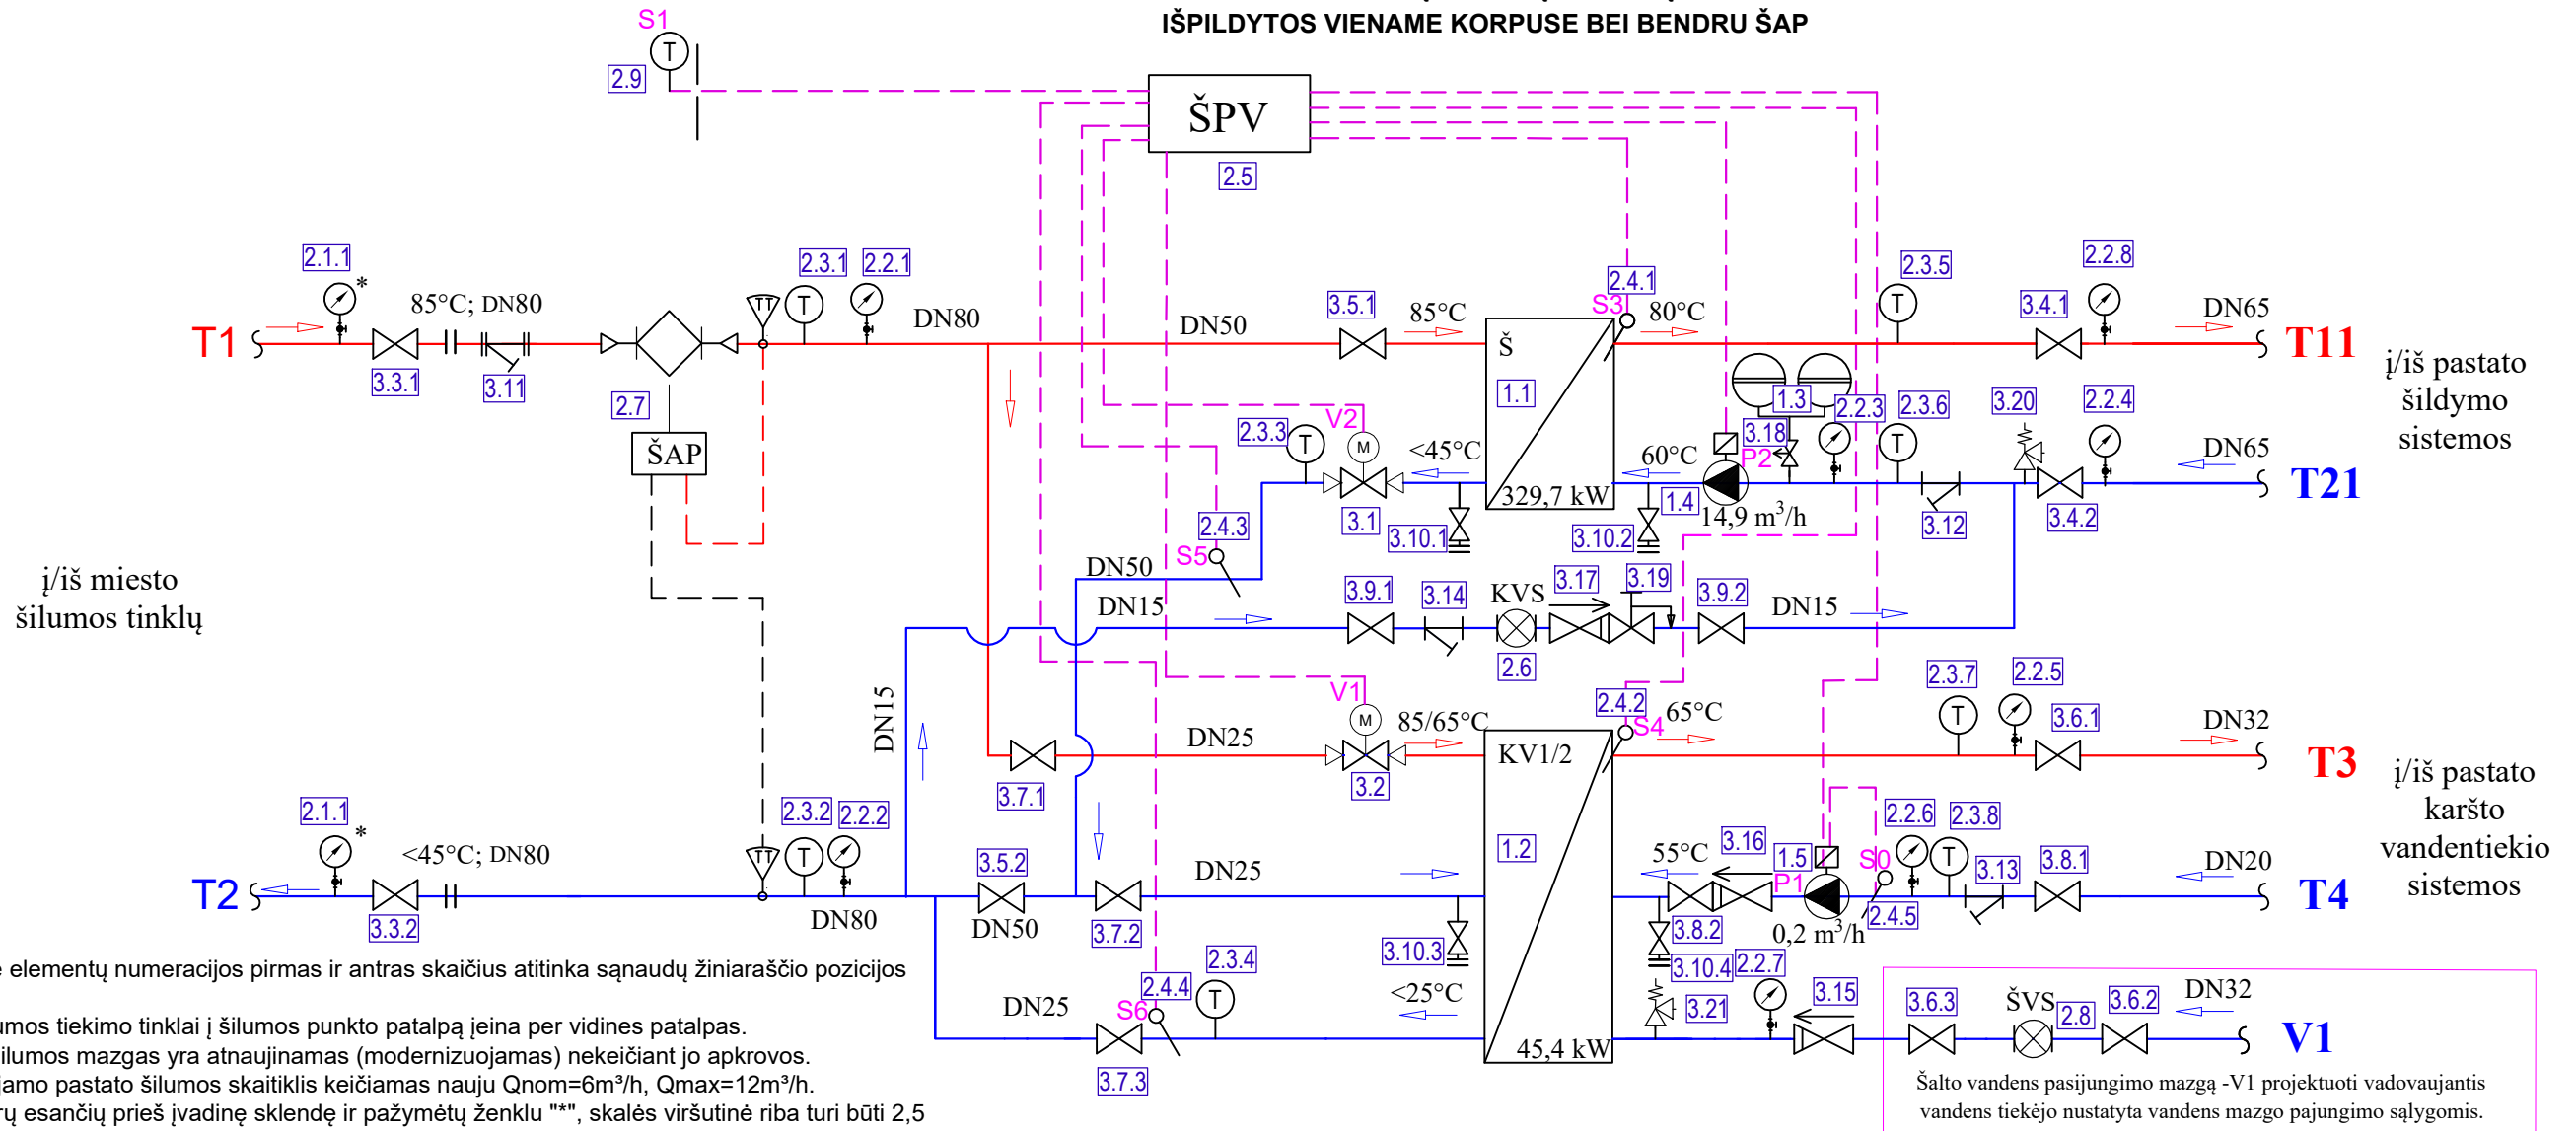 IŠPILDYTOS VIENAME KORPUSE BEI BENDRU ŠAP
S1
T
2.9
ŠPV
2.5
2.1.1
*
85°C; DN80
2.3.1
2.2.1
T
TT
DN80
T1
3.3.1
3.11
2.7
ŠAP
DN50
3.5.1
85°C
2.4.1
S3
80°C
2.3.5
T
3.4.1
2.2.8
DN65
T11
į/iš pastato
šildymo
sistemos
Š
1.1
329,7 kW
1.3
2.2.3
2.3.6
T
3.20
2.2.4
DN65
T21
V2
M
2.3.3
T
<45°C
60°C
3.18
P2
1.4
14,9 m³/h
3.12
3.4.2
3.1
3.10.1
3.10.2
2.4.3
S5
DN50
į/iš miesto
šilumos tinklų
DN15
3.9.1
3.14
KVS
3.17
3.19
3.9.2
DN15
2.6
DN15
V1
M
85/65°C
2.4.2
S4
65°C
2.3.7
T
2.2.5
3.6.1
DN32
T3
DN25
3.7.1
3.2
KV1/2
1.2
45,4 kW
į/iš pastato
karšto
vandentiekio
sistemos
2.1.1
*
<45°C; DN80
2.3.2
2.2.2
TT
T
T2
3.3.2
DN80
3.5.2
DN50
3.7.2
DN25
55°C
3.16
1.5
P1
S0
2.2.6
2.3.8
T
3.13
3.8.1
DN20
T4
2.4.5
0,2 m³/h
3.8.2
3.10.3
3.10.4
2.2.7
3.15
3.21
<25°C
DN25
S6
2.4.4
2.3.4
T
3.7.3
3.6.3
ŠVS
2.8
3.6.2
DN32
V1
Šalto vandens pasijungimo mazgą -V1 projektuoti vadovaujantis
vandens tiekėjo nustatyta vandens mazgo pajungimo sąlygomis.
elementų numeracijos pirmas ir antras skaičius atitinka sąnaudų žiniaraščio pozicijos
umos tiekimo tinklai į šilumos punkto patalpą įeina per vidines patalpas.
ilumos mazgas yra atnaujinamas (modernizuojamas) nekeičiant jo apkrovos.
jamo pastato šilumos skaitiklis keičiamas nauju Qnom=6m³/h, Qmax=12m³/h.
rų esančių prieš įvadinę sklendę ir pažymėtų ženklu "*", skalės viršutinė riba turi būti 2,5